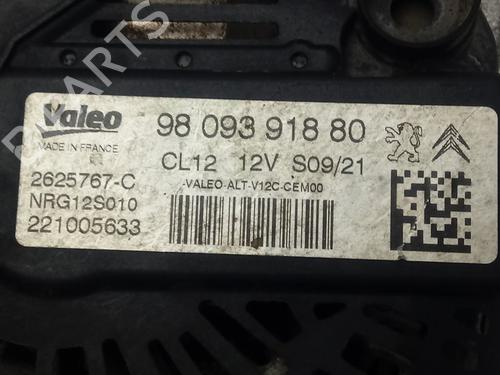 Valeo
MADE IN FRANCE
98 093 918 80
CL12 12V S09/21
-VALEO-ALT-V12C-CEM00
2625767-C
NRG12S010
221005633